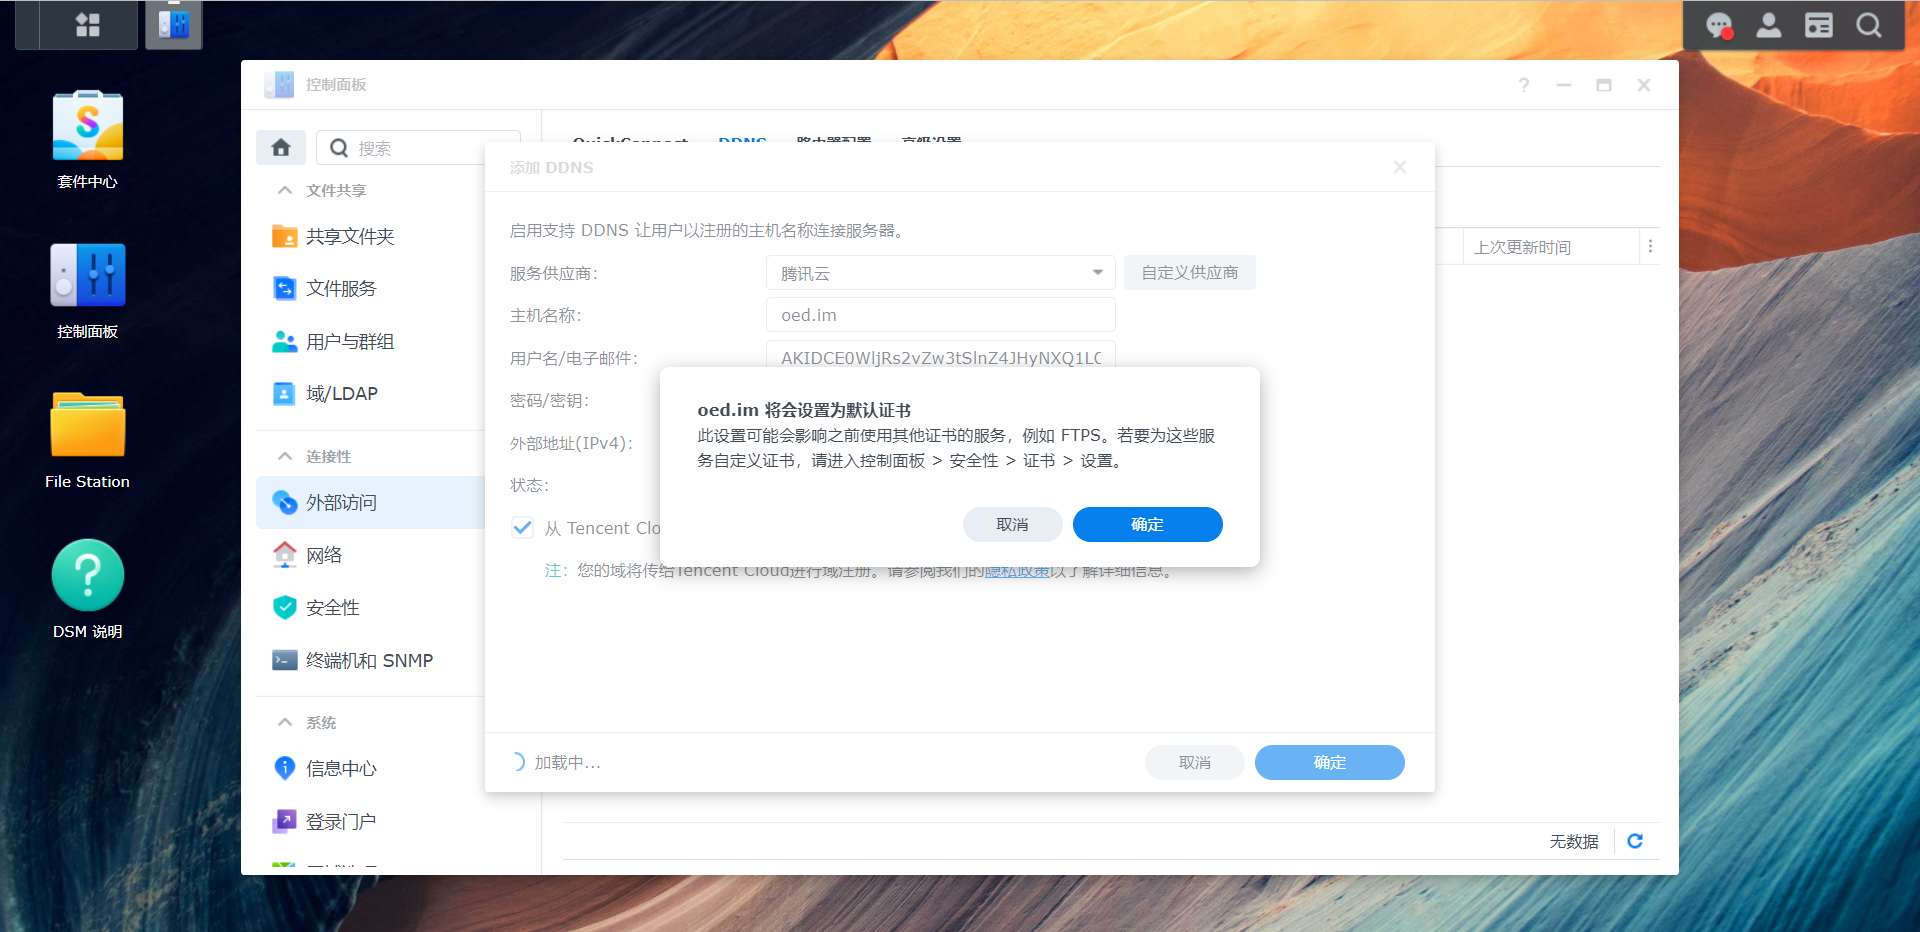 套件中心
控制面板
File Station
DSM 说明
控制面板
搜索
文件共享
共享文件夹
文件服务
用户与群组
域/LDAP
连接性
外部访问
网络
安全性
终端机和 SNMP
系统
信息中心
登录门户
QuickConnect DDNS 路由器配置 高级设置
上次更新时间
添加 DDNS
启用支持 DDNS 让用户以注册的主机名称连接服务器。
服务供应商: 腾讯云 自定义供应商
主机名称: oed.im
用户名/电子邮件: AKIDCE0WljRs2vZw3tSlnZ4JHyNXQ1LC
密码/密钥:
外部地址(IPv4):
状态:
从 Tencent Clo
注: 您的域将传给Tencent Cloud进行域注册。请参阅我们的隐私政策以了解详细信息。
oed.im 将会设置为默认证书
此设置可能会影响之前使用其他证书的服务，例如 FTPS。若要为这些服
务自定义证书，请进入控制面板 > 安全性 > 证书 > 设置。
取消 确定
加载中... 取消 确定
无数据